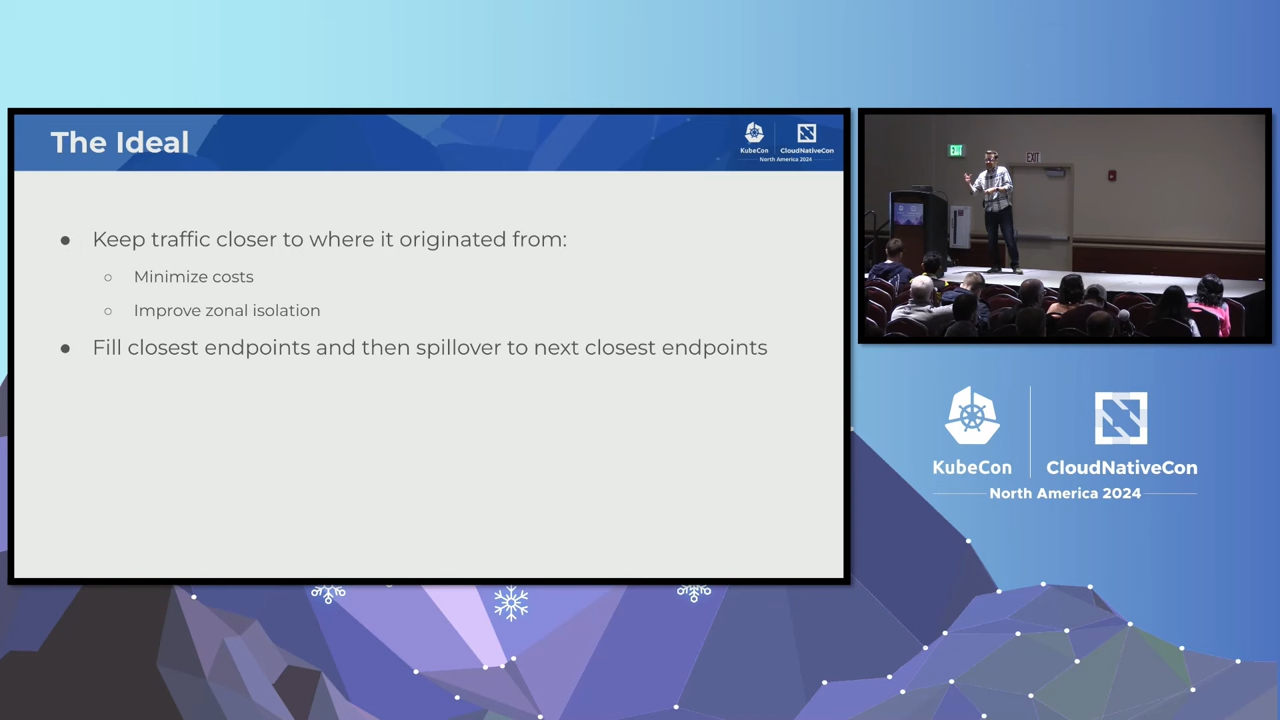 The Ideal
KubeCon
CloudNativeCon
North America 2024
● Keep traffic closer to where it originated from:
○ Minimize costs
○ Improve zonal isolation
● Fill closest endpoints and then spillover to next closest endpoints
EXIT
EXIT
KubeCon
CloudNativeCon
North America 2024